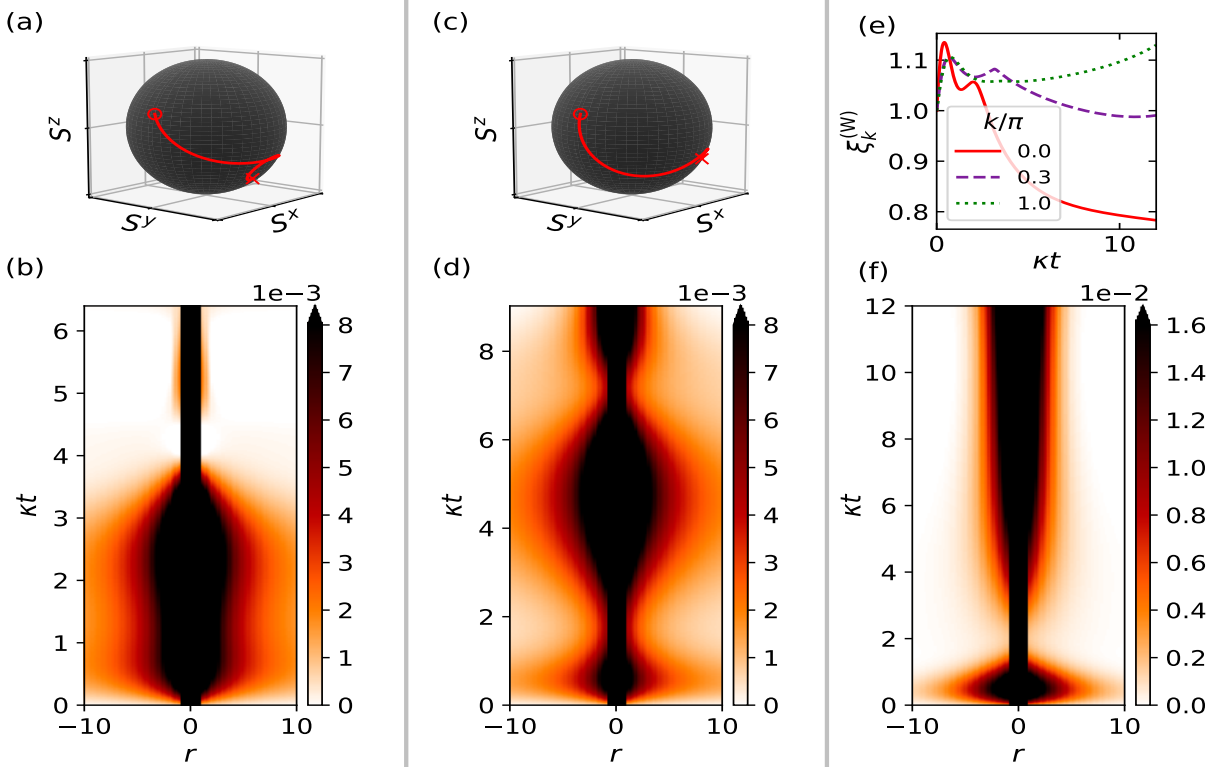 (a)
S^z
S^y
S^x
(c)
S^z
S^y
S^x
(e)
ξ_k^(W)
1.1
1.0
0.9
0.8
k/π
0.0
0.3
1.0
0
10
κt
(b)
1e−3
κt
6
5
4
3
2
1
0
−10
0
10
r
8
7
6
5
4
3
2
1
0
(d)
1e−3
κt
8
6
4
2
0
−10
0
10
r
8
7
6
5
4
3
2
1
0
(f)
1e−2
κt
12
10
8
6
4
2
0
−10
0
10
r
1.6
1.4
1.2
1.0
0.8
0.6
0.4
0.2
0.0